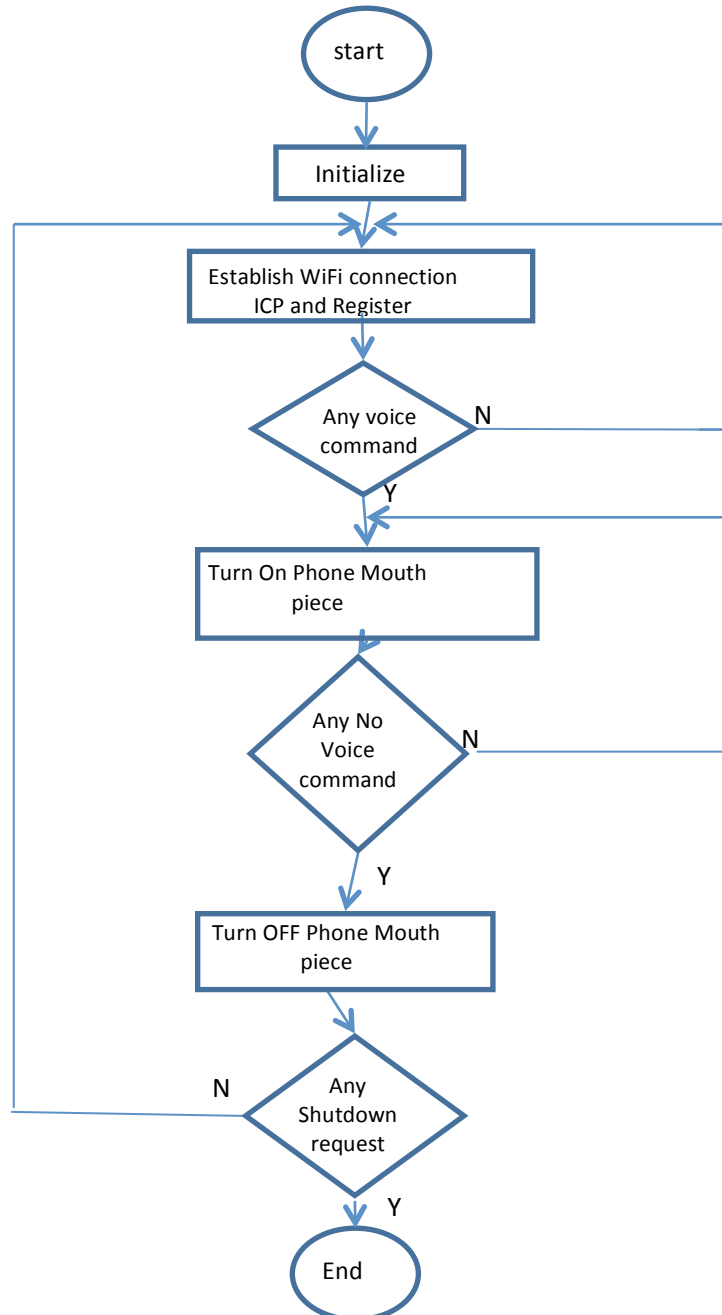 start
Initialize
Establish WiFi connection
ICP and Register
Any voice
command
N
Y
Turn On Phone Mouth
piece
Any No
Voice
command
N
Y
Turn OFF Phone Mouth
piece
N
Any
Shutdown
request
Y
End